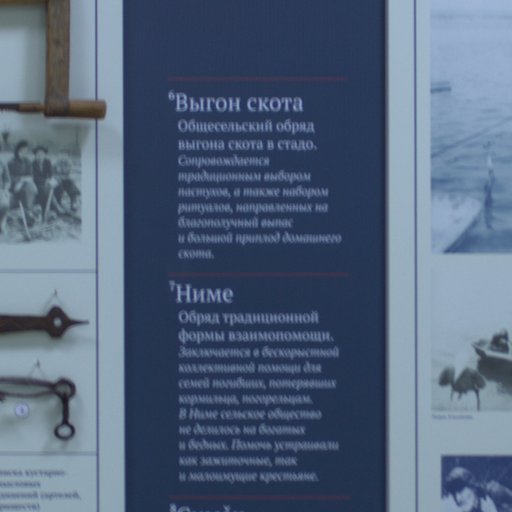 ⁶Выгон скота
Общесельский обряд
выгона скота в стадо.
Сопровождается
традиционным выбором
пастухов, а также набором
ритуалов, направленных на
благополучный выпас
и большой приплод домашнего
скота.
⁷Ниме
Обряд традиционной
формы взаимопомощи.
Заключается в бескорыстной
коллективной помощи для
семей погибших, потерявших
кормильца, погорельцам.
В Ниме сельское общество
не делилось на богатых
и бедных. Помочь устраивали
как зажиточные, так
и малоимущие крестьяне.